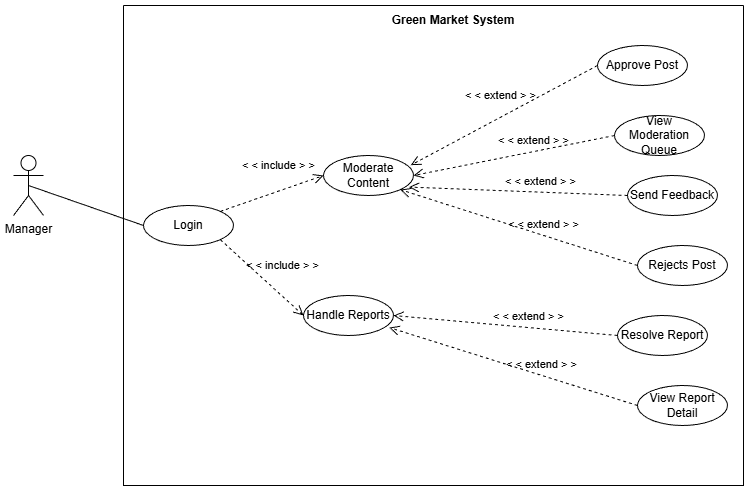 Green Market System
Approve Post
< < extend > >
View
Moderation
Queue
< < extend > >
< < include > >
Moderate
Content
< < extend > >
Send Feedback
Manager
Login
< < extend > >
Rejects Post
< < include > >
Handle Reports
< < extend > >
Resolve Report
< < extend > >
View Report
Detail